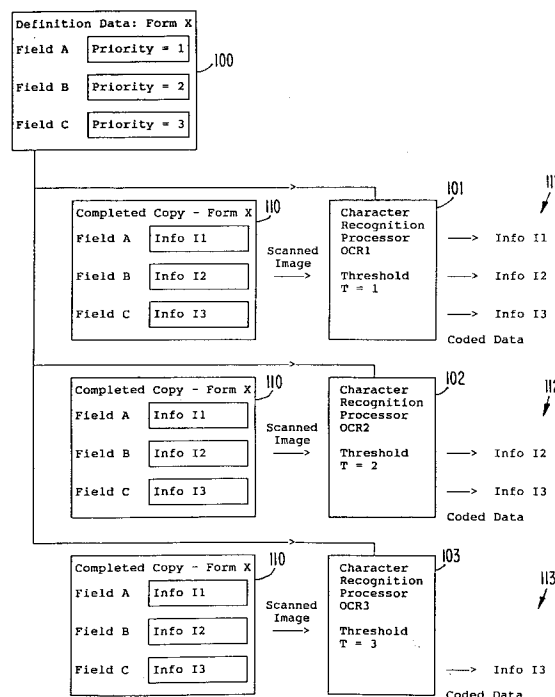 Definition Data: Form X
Field A Priority = 1
100
Field B Priority = 2
Field C Priority = 3
110
101
Completed Copy - Form X
Field A Info I1
Field B Info I2
Field C Info I3
Scanned
Image
Character
Recognition
Processor
OCR1
Threshold
T = 1
Info I1
Info I2
Info I3
Coded Data
110
102
112
Completed Copy - Form X
Field A Info I1
Field B Info I2
Field C Info I3
Scanned
Image
Character
Recognition
Processor
OCR2
Threshold
T = 2
Info I2
Info I3
Coded Data
110
103
113
Completed Copy - Form X
Field A Info I1
Field B Info I2
Field C Info I3
Scanned
Image
Character
Recognition
Processor
OCR3
Threshold
T = 3
Info I3
Coded Data